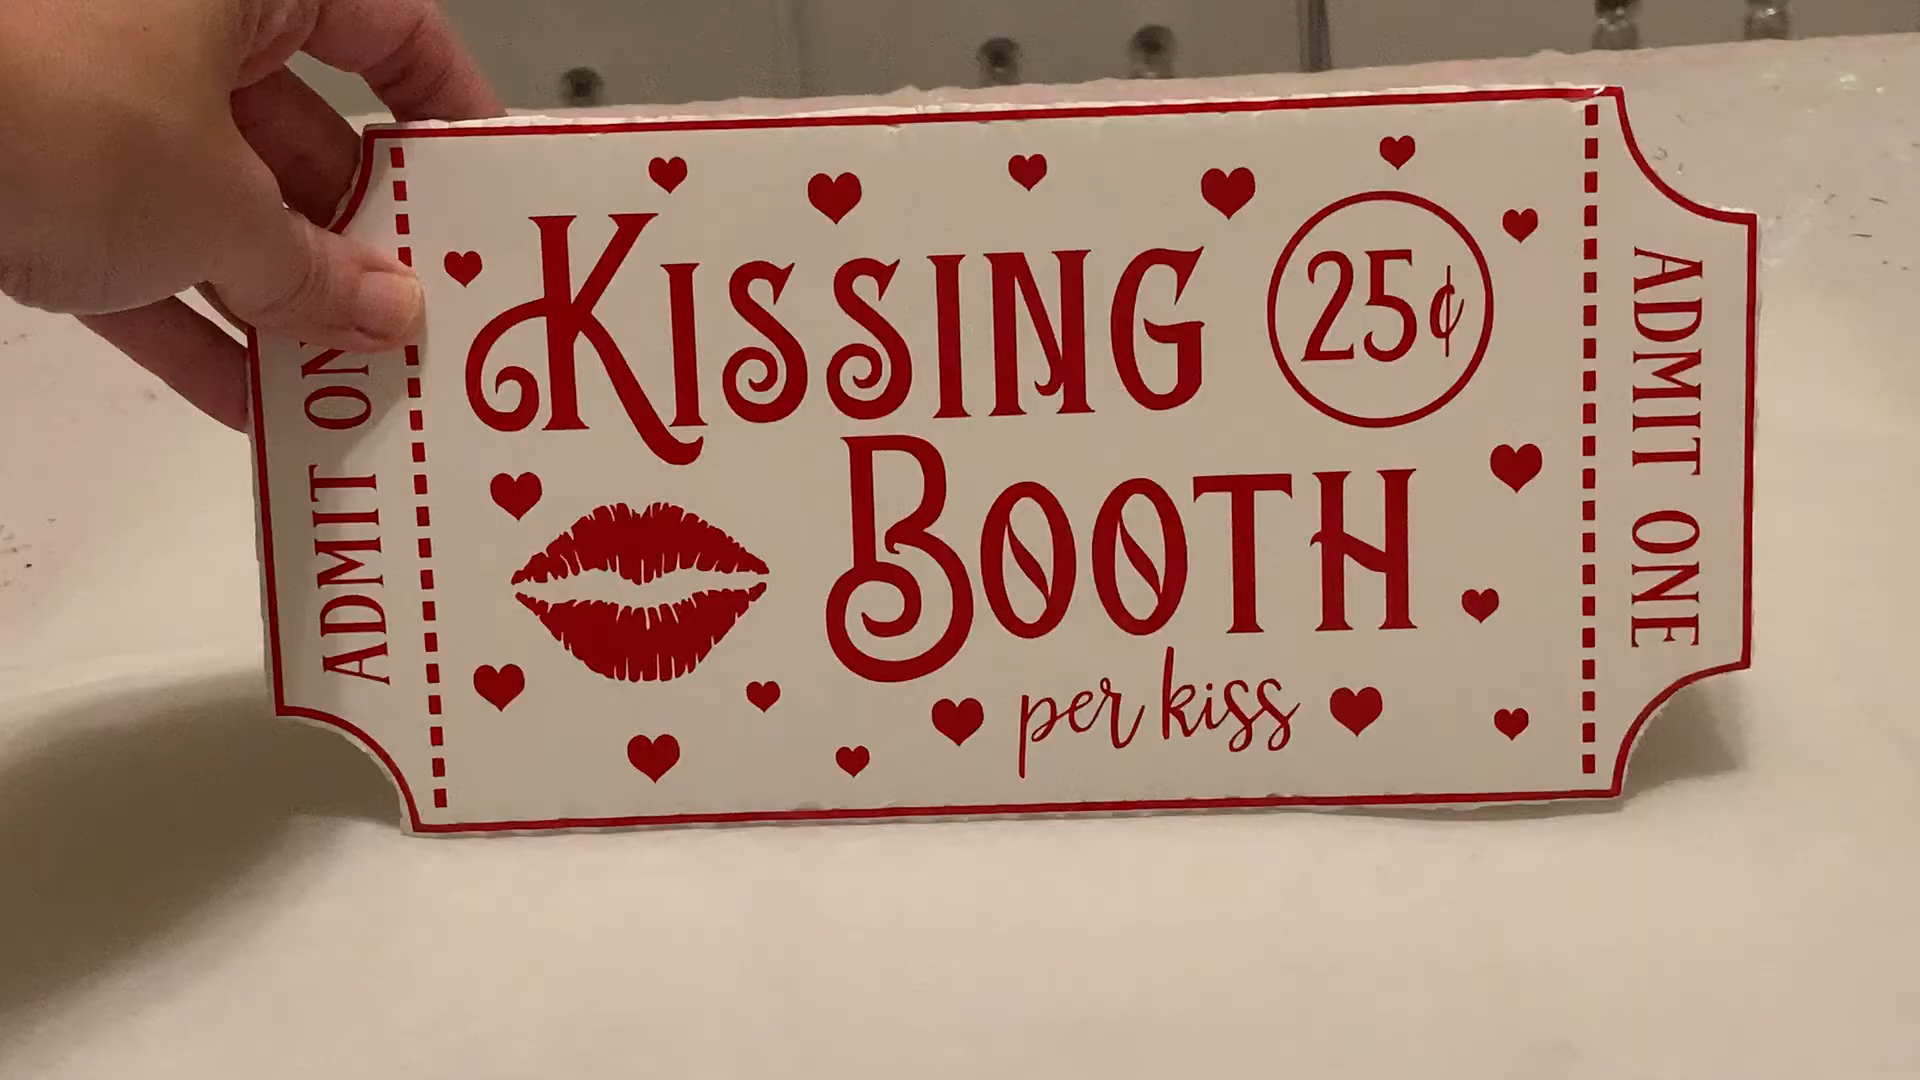 ADMIT ON
KISSING
25¢
BOOTH
per kiss
ADMIT ONE